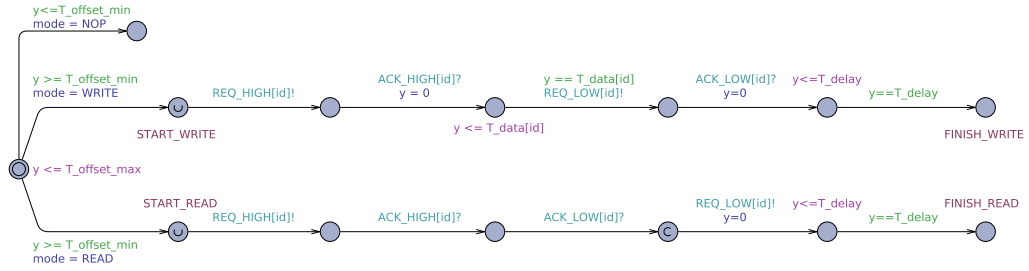 y<=T_offset_min
mode = NOP
y >= T_offset_min
mode = WRITE
REQ_HIGH[id]!
ACK_HIGH[id]?
y = 0
y == T_data[id]
REQ_LOW[id]!
ACK_LOW[id]?
y=0
y<=T_delay
y==T_delay
START_WRITE
y <= T_data[id]
FINISH_WRITE
y <= T_offset_max
START_READ
REQ_HIGH[id]!
ACK_HIGH[id]?
ACK_LOW[id]?
C
REQ_LOW[id]!
y=0
y<=T_delay
y==T_delay
FINISH_READ
y >= T_offset_min
mode = READ